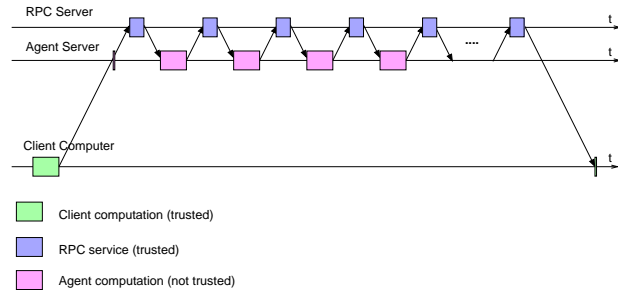 RPC Server
t
Agent Server
....
t
Client Computer
t
Client computation (trusted)
RPC service (trusted)
Agent computation (not trusted)